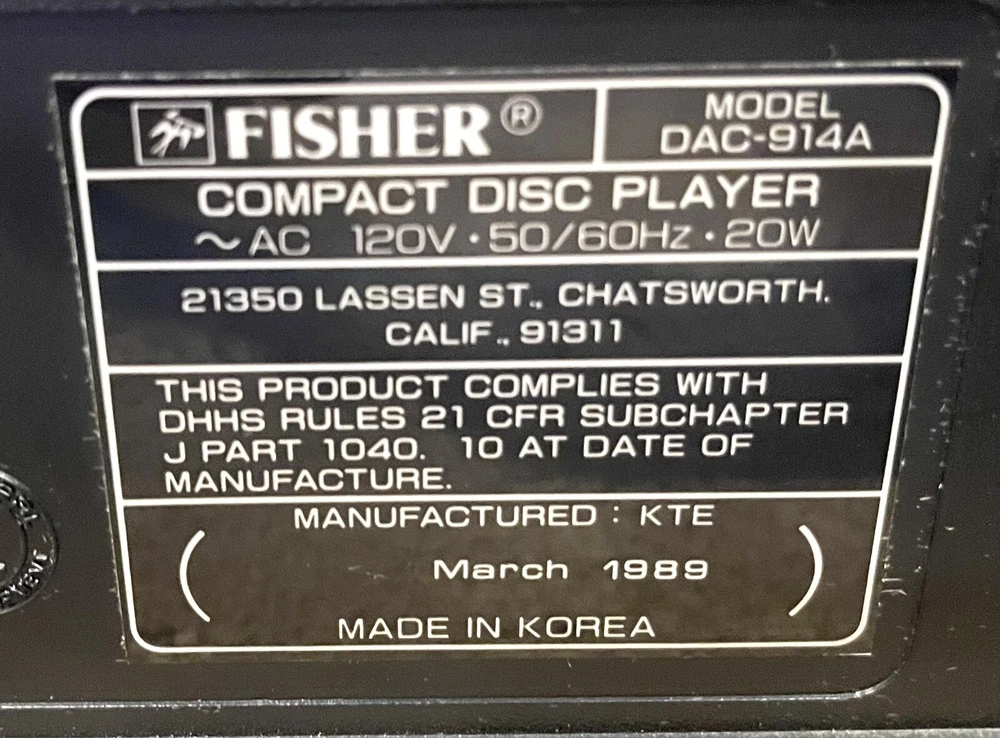 FISHER®
MODEL
DAC-914A
COMPACT DISC PLAYER
~AC 120V·50/60Hz·20W
21350 LASSEN ST., CHATSWORTH.
CALIF., 91311
THIS PRODUCT COMPLIES WITH
DHHS RULES 21 CFR SUBCHAPTER
J PART 1040. 10 AT DATE OF
MANUFACTURE.
MANUFACTURED : KTE
( March 1989 )
MADE IN KOREA